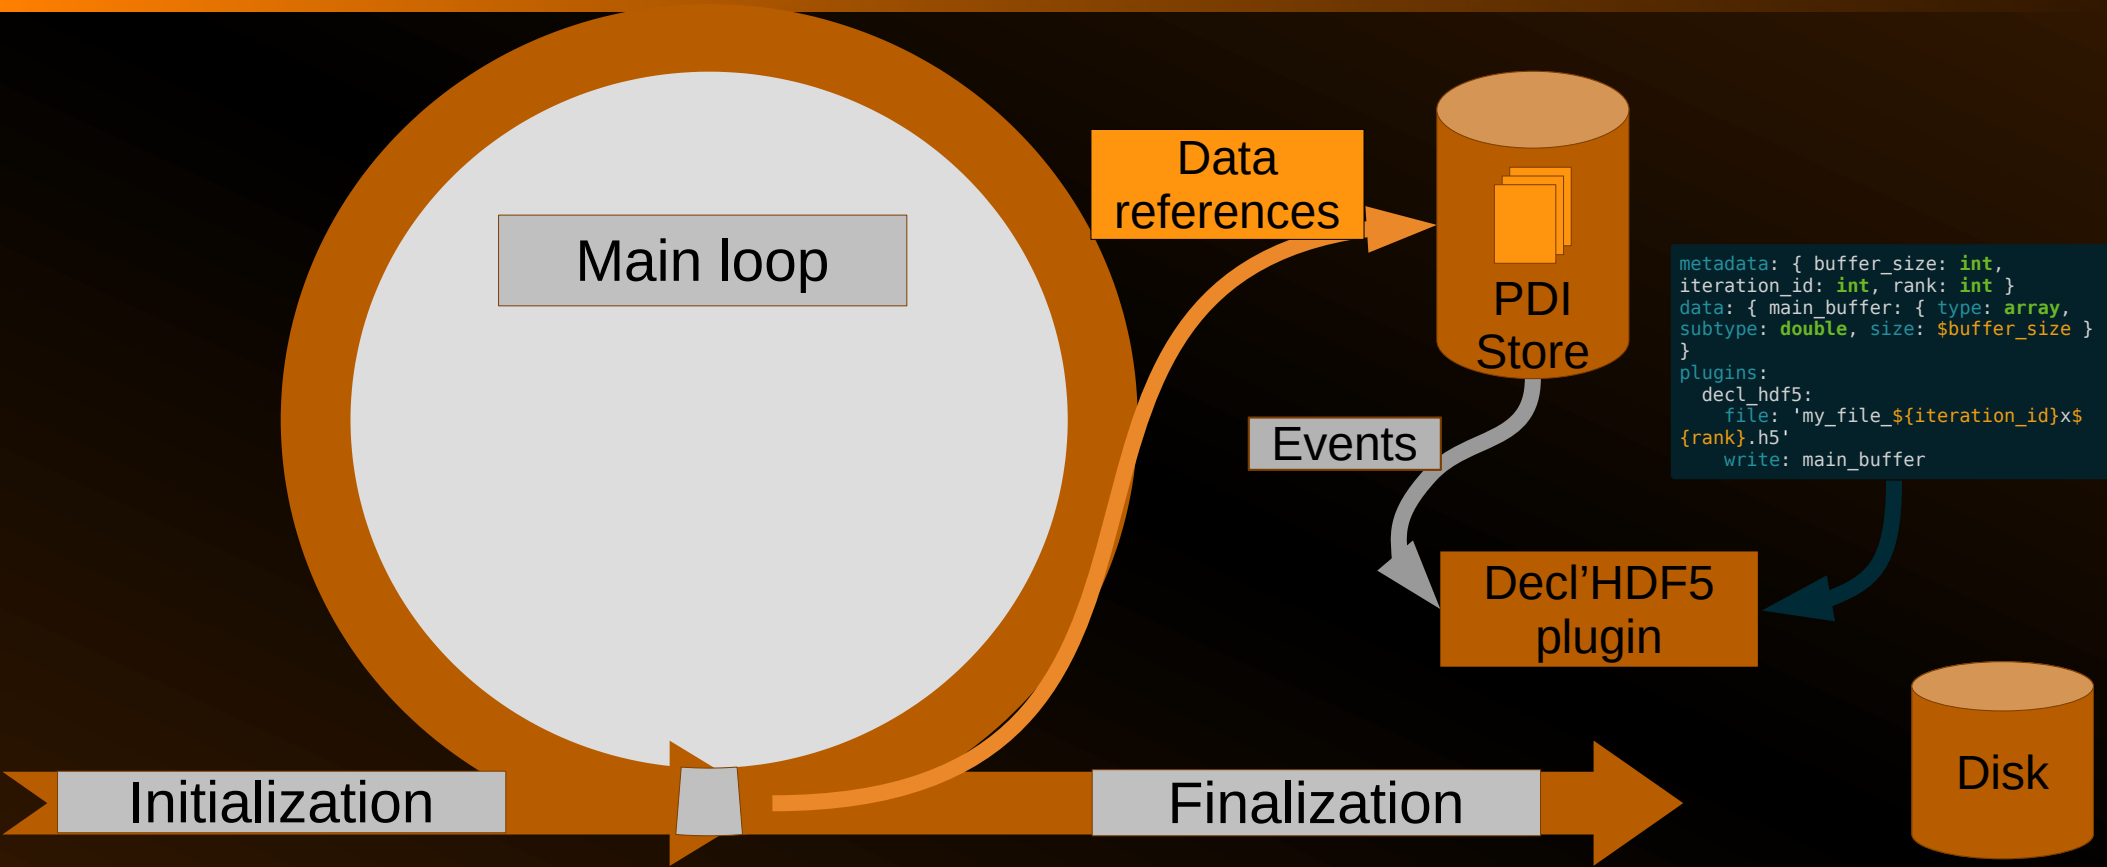 Main loop
Data
references
PDI
Store
Events
metadata: { buffer_size: int,
iteration_id: int, rank: int }
data: { main_buffer: { type: array,
subtype: double, size: $buffer_size }
}
plugins:
  decl_hdf5:
    file: 'my_file_${iteration_id}x$
{rank}.h5'
    write: main_buffer
Decl’HDF5
plugin
Disk
Initialization
Finalization